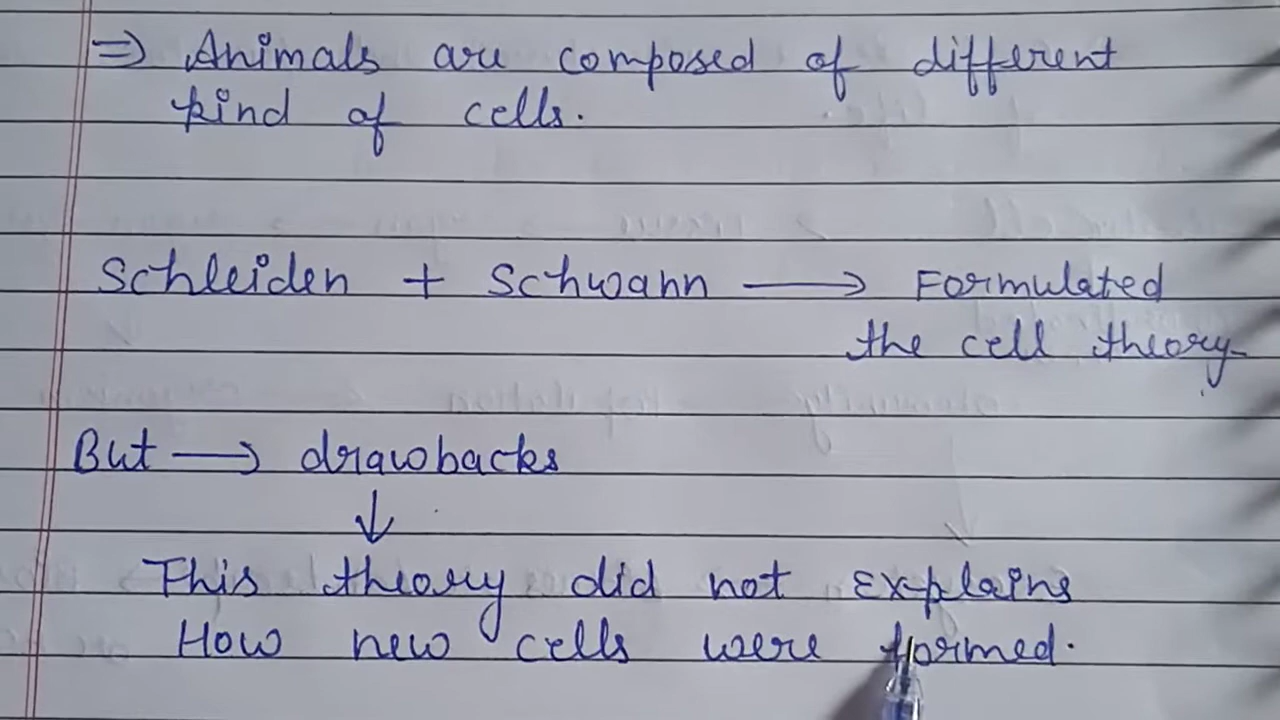 ⇒ Animals are composed of different
kind of cells.
Schleiden + Schwann ⟶ Formulated
the cell theory.
But ⟶ drawbacks
↓
This theory did not explains
How new cells were formed.